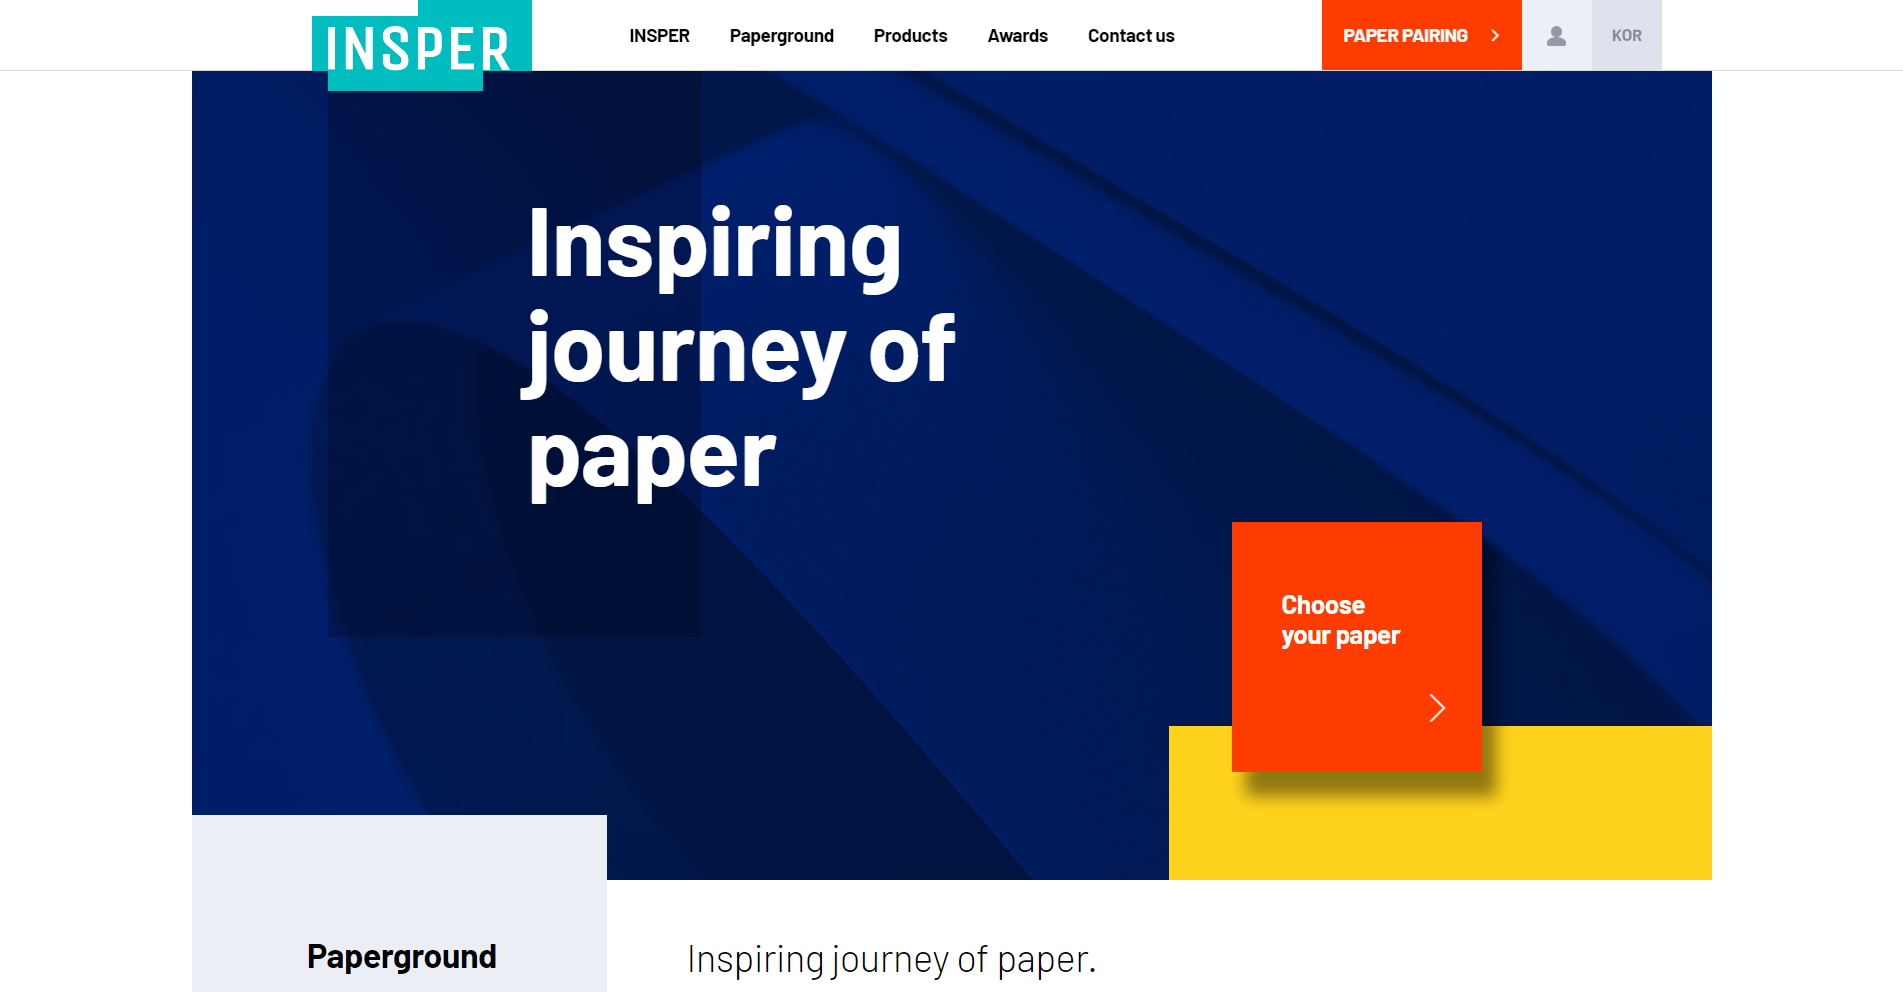 INSPER
INSPER Paperground Products Awards Contact us
PAPER PAIRING
KOR
Inspiring
journey of
paper
Choose
your paper
Paperground
Inspiring journey of paper.